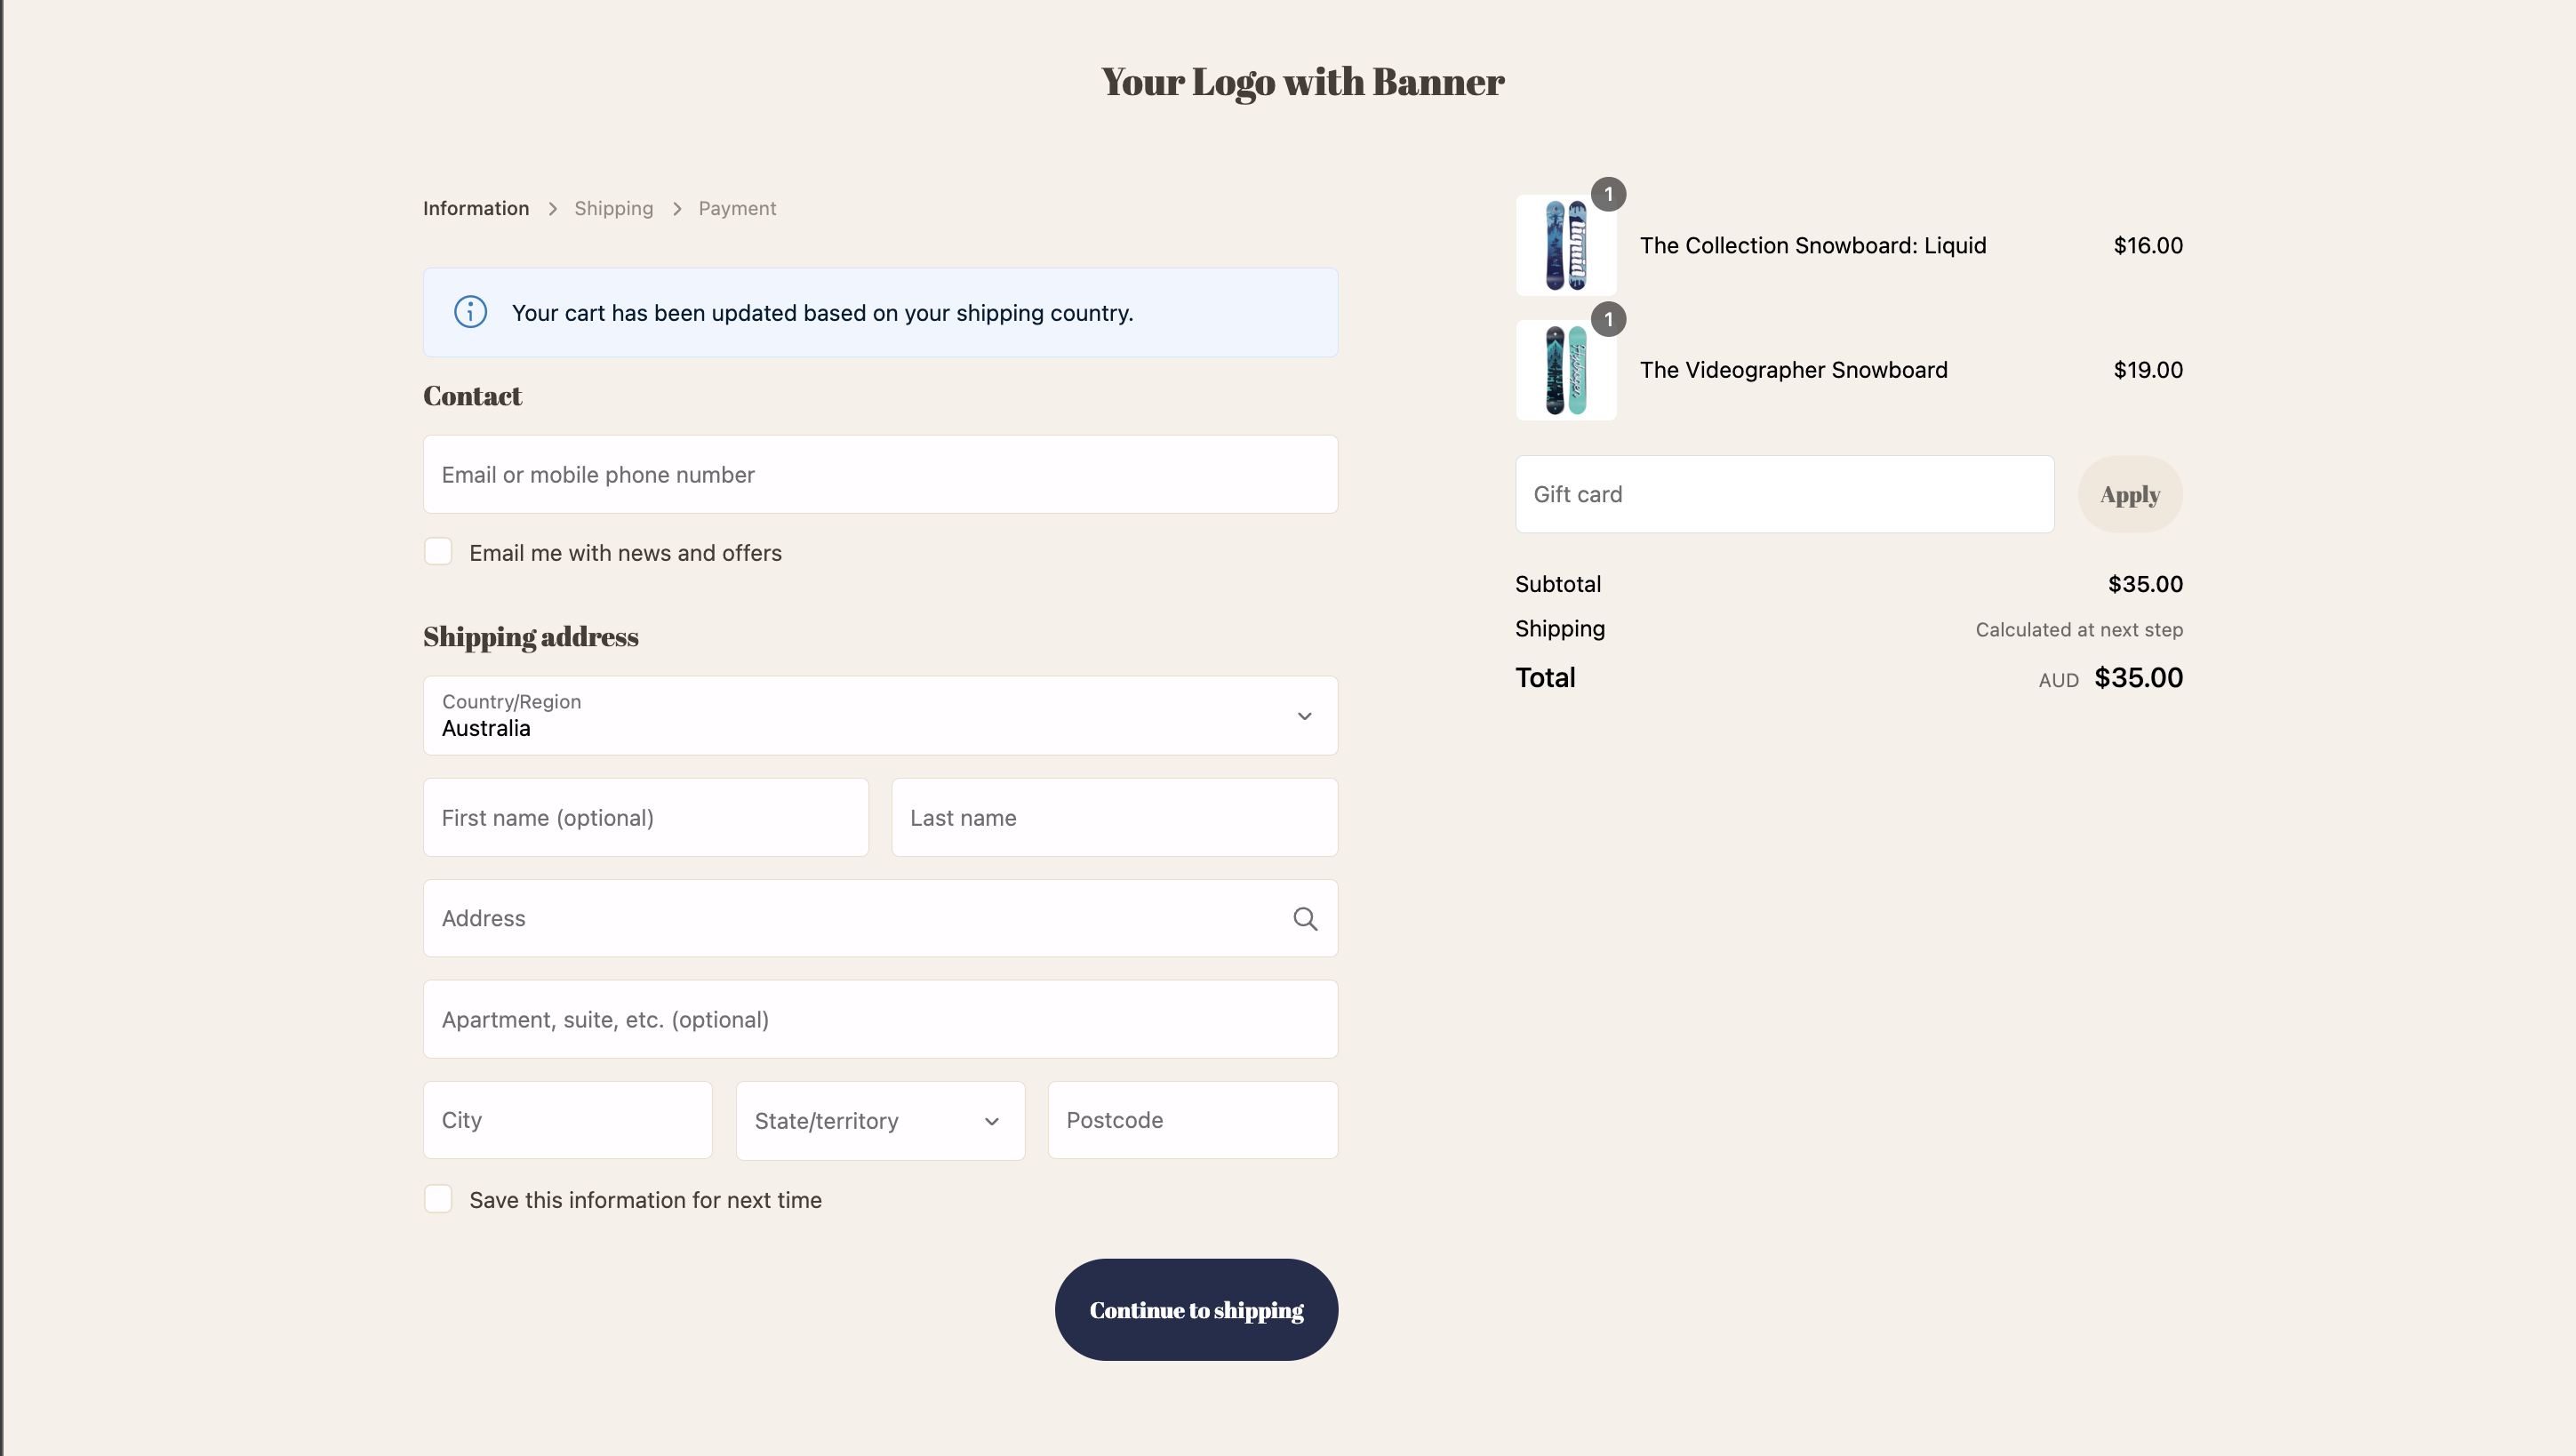 Your Logo with Banner
Information > Shipping > Payment
Your cart has been updated based on your shipping country.
Contact
Email or mobile phone number
Email me with news and offers
Shipping address
Country/Region
Australia
First name (optional)
Last name
Address
Apartment, suite, etc. (optional)
City
State/territory
Postcode
Save this information for next time
Continue to shipping
1
liquid
The Collection Snowboard: Liquid
$16.00
1
The Videographer Snowboard
$19.00
Gift card
Apply
Subtotal
$35.00
Shipping
Calculated at next step
Total
AUD $35.00